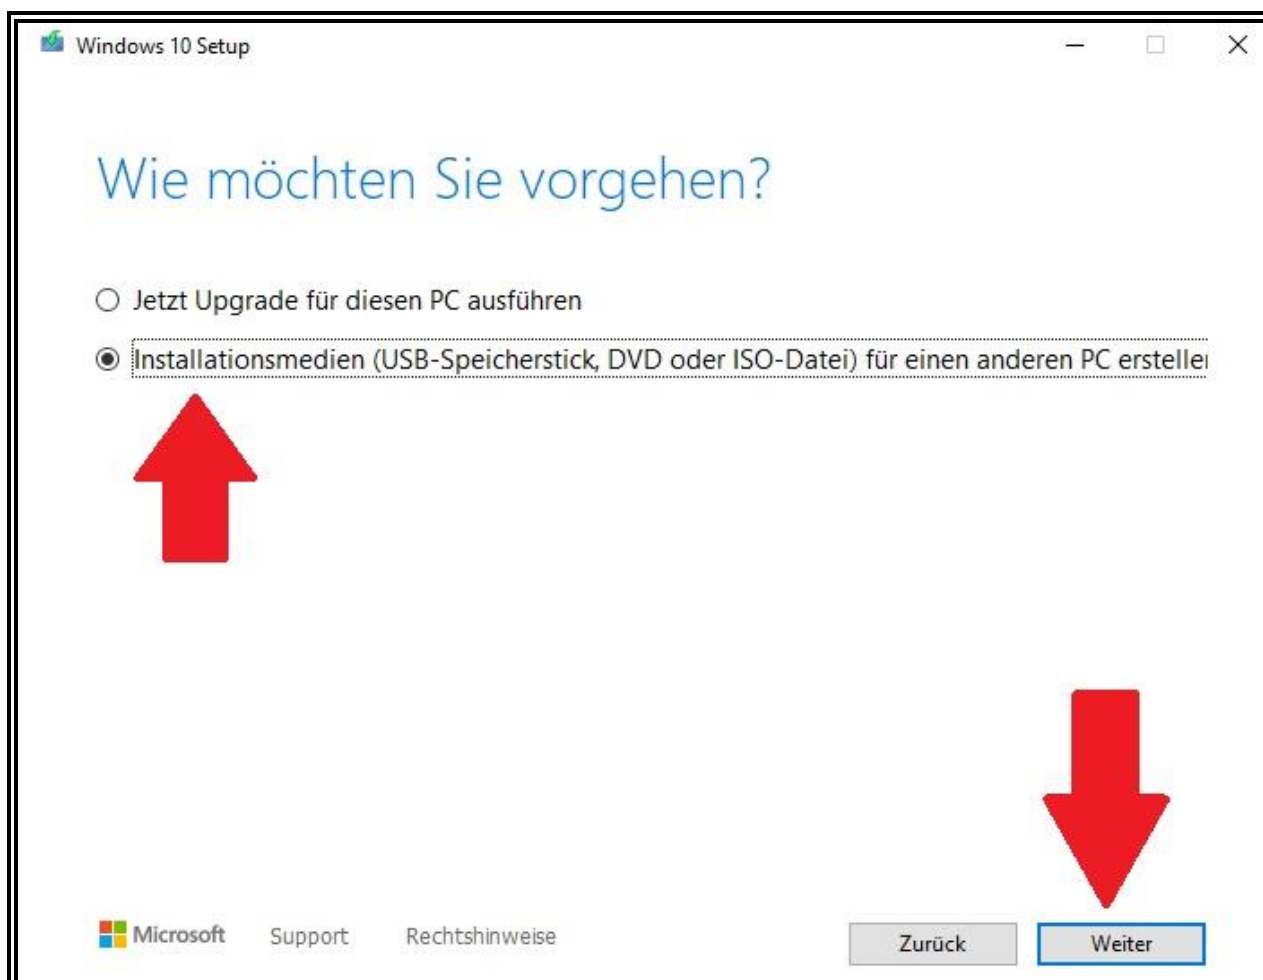 Windows 10 Setup
Wie möchten Sie vorgehen?
Jetzt Upgrade für diesen PC ausführen
Installationsmedien (USB-Speicherstick, DVD oder ISO-Datei) für einen anderen PC erstelle
Microsoft Support Rechtshinweise Zurück Weiter